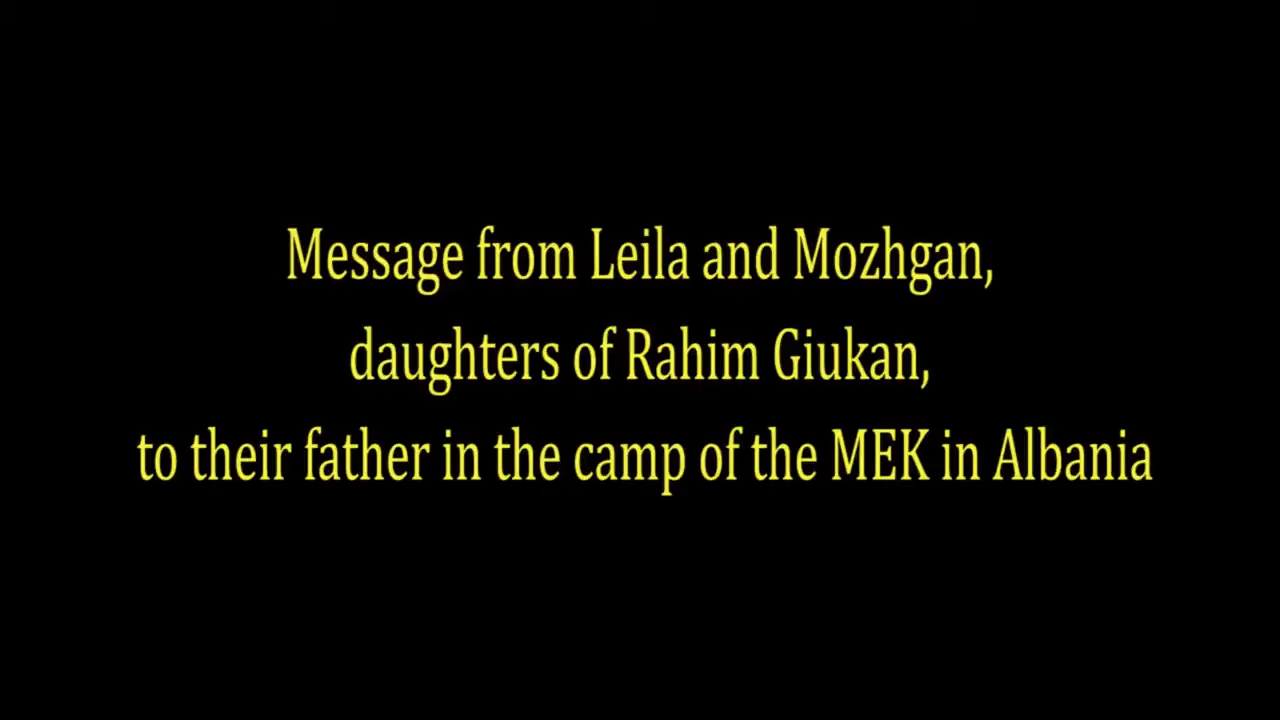 Message from Leila and Mozhgan,
daughters of Rahim Giukan,
to their father in the camp of the MEK in Albania